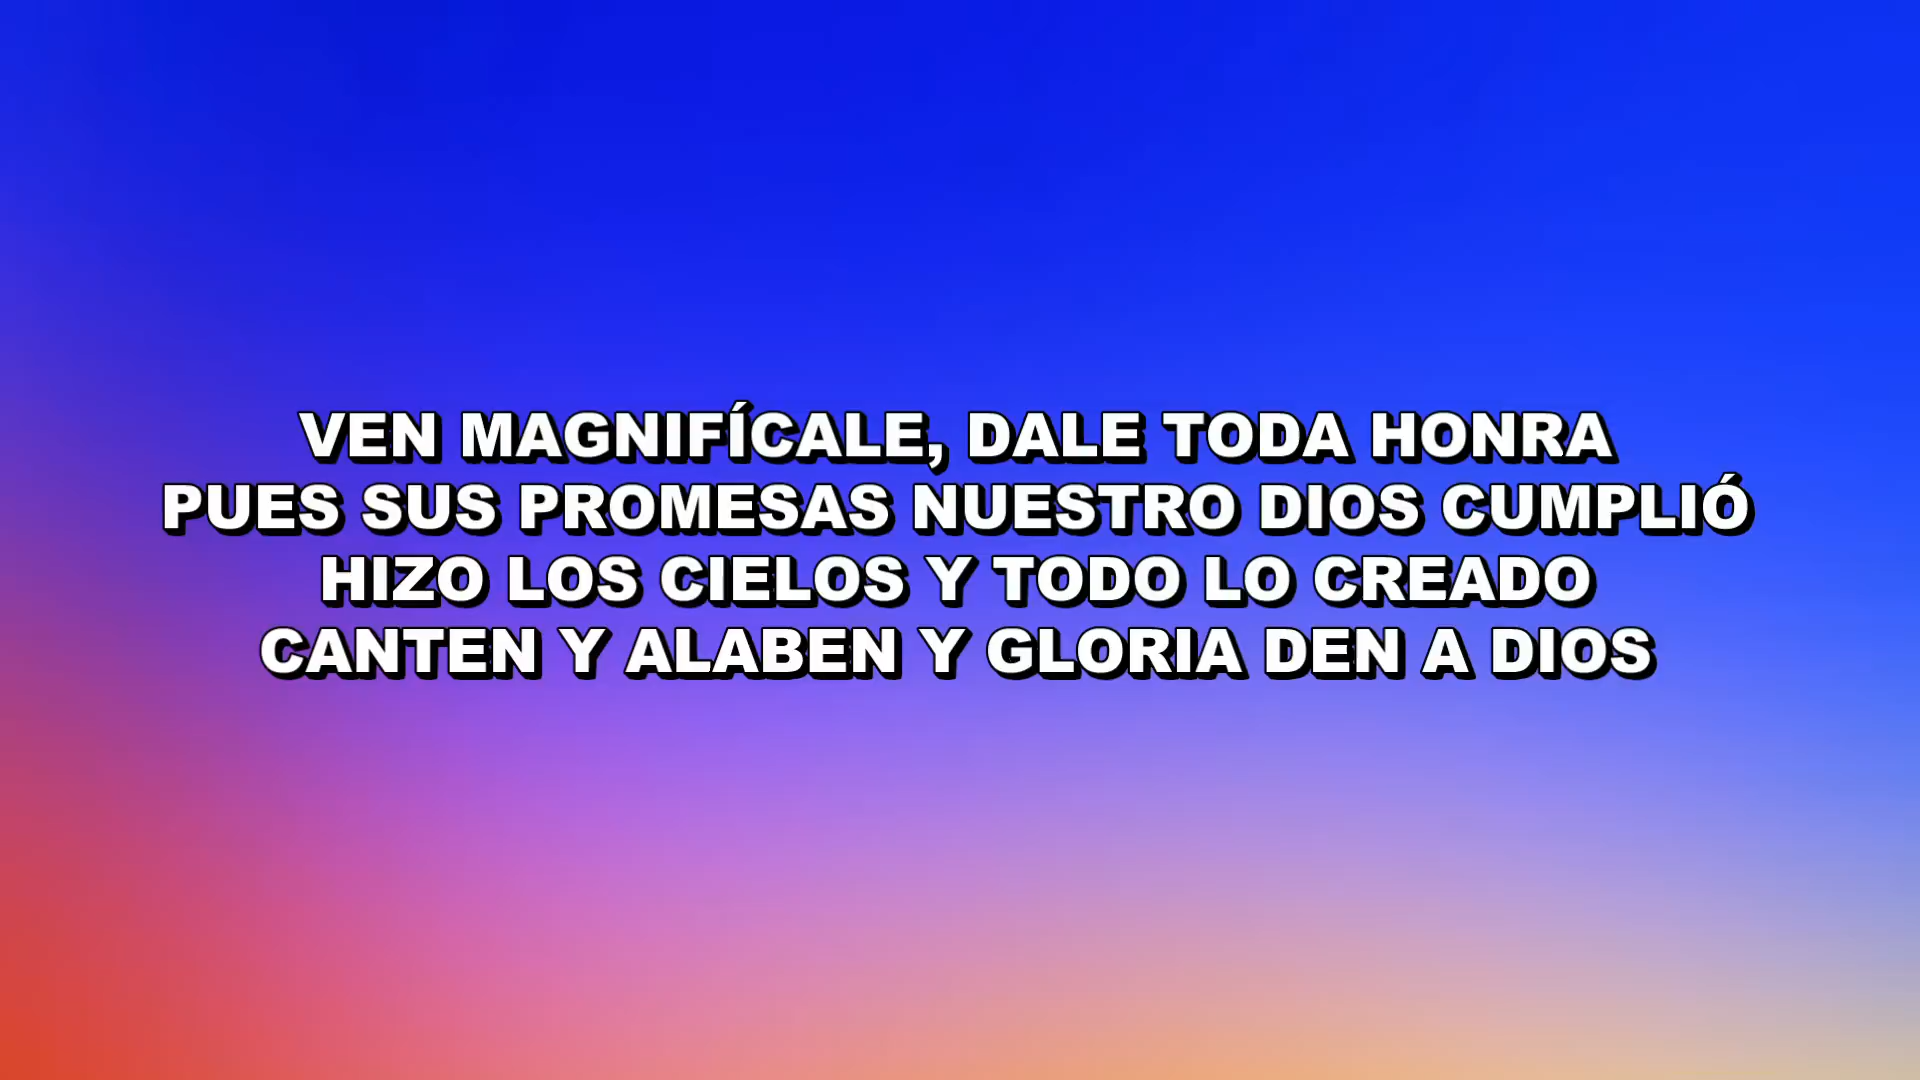 VEN MAGNIFÍCALE, DALE TODA HONRA
PUES SUS PROMESAS NUESTRO DIOS CUMPLIÓ
HIZO LOS CIELOS Y TODO LO CREADO
CANTEN Y ALABEN Y GLORIA DEN A DIOS